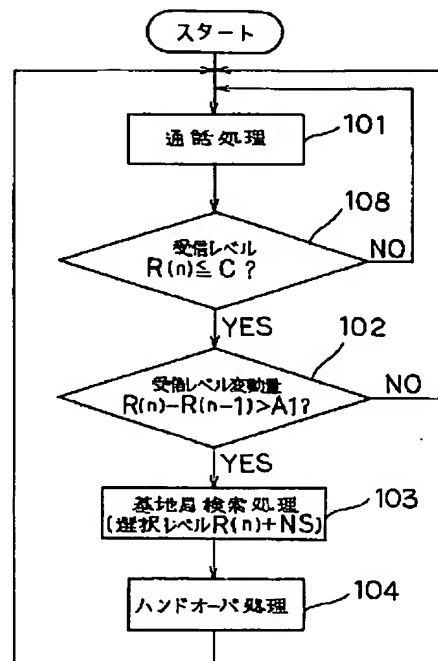 スタート
通話処理
101
受信レベル
108
R(n)≦C?
NO
YES
102
受信レベル変動量
R(n)-R(n-1)>A1?
NO
YES
基地局検索処理
103
(選択レベルR(n)+NS)
ハンドオーバ処理
104